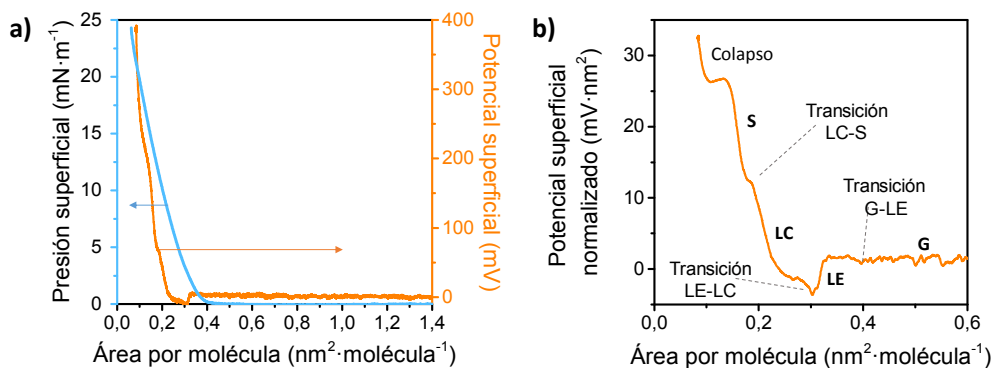 a)
Presión superficial (mN·m⁻¹)
25
20
15
10
5
0
400
300
200
100
0
Potencial superficial (mV)
0,0 0,2 0,4 0,6 0,8 1,0 1,2 1,4
Área por molécula (nm²·molécula⁻¹)
b)
Potencial superficial
normalizado (mV·nm²)
30
20
10
0
Colapso
S
Transición
LC-S
Transición
G-LE
LC
G
LE
Transición
LE-LC
0,0 0,2 0,4 0,6
Área por molécula (nm²·molécula⁻¹)